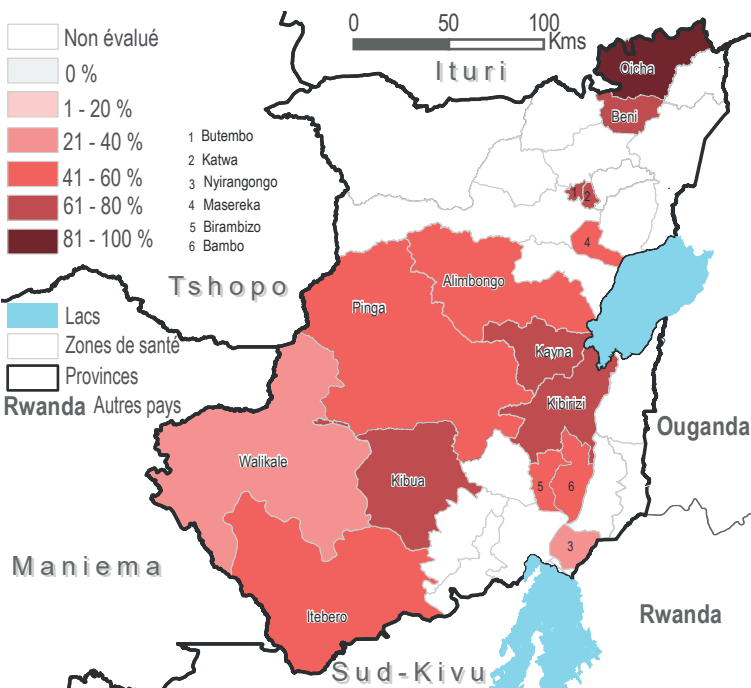 Non évalué
0 %
1 - 20 %
21 - 40 %
41 - 60 %
61 - 80 %
81 - 100 %
Lacs
Zones de santé
Provinces
Rwanda Autres pays
1 Butembo
2 Katwa
3 Nyirangongo
4 Masereka
5 Birambizo
6 Bambo
0 50 100
Kms
Ituri
Oicha
Beni
1 2
4
Tshopo
Alimbongo
Pinga
Kayna
Kibirizi
Ouganda
Walikale
Kibua
5 6
3
Maniema
Itebero
Rwanda
Sud-Kivu